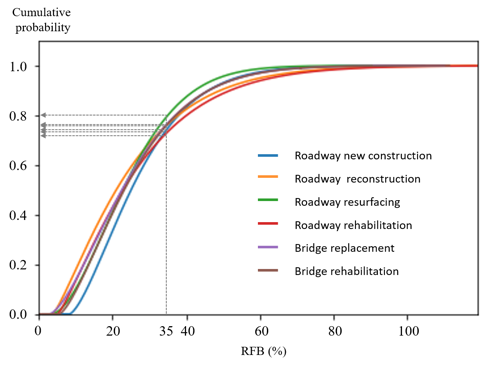 Cumulative
probability
1.0
0.8
0.6
0.4
0.2
0.0
Roadway new construction
Roadway reconstruction
Roadway resurfacing
Roadway rehabilitation
Bridge replacement
Bridge rehabilitation
0 20 35 40 60 80 100
RFB (%)